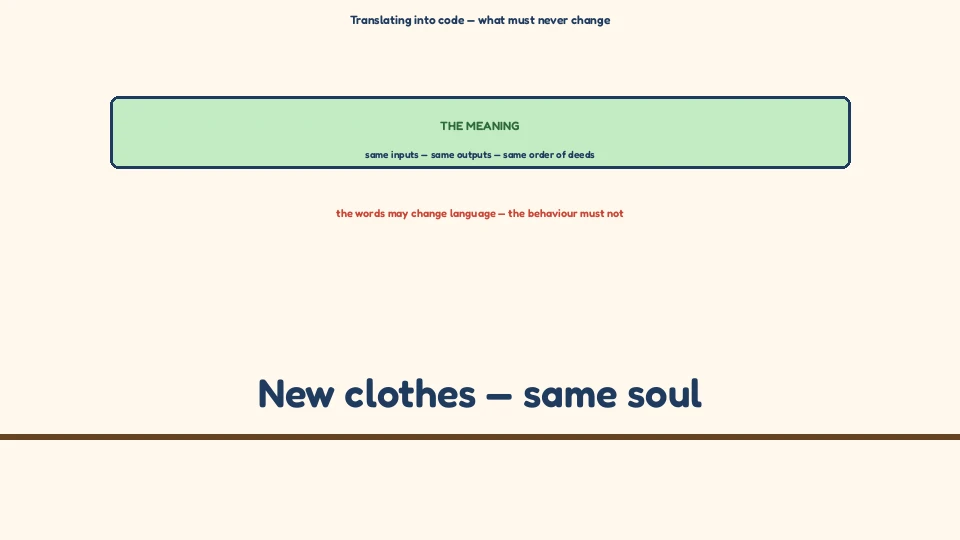 Translating into code – what must never change
THE MEANING
same inputs – same outputs – same order of deeds
the words may change language – the behaviour must not
New clothes – same soul